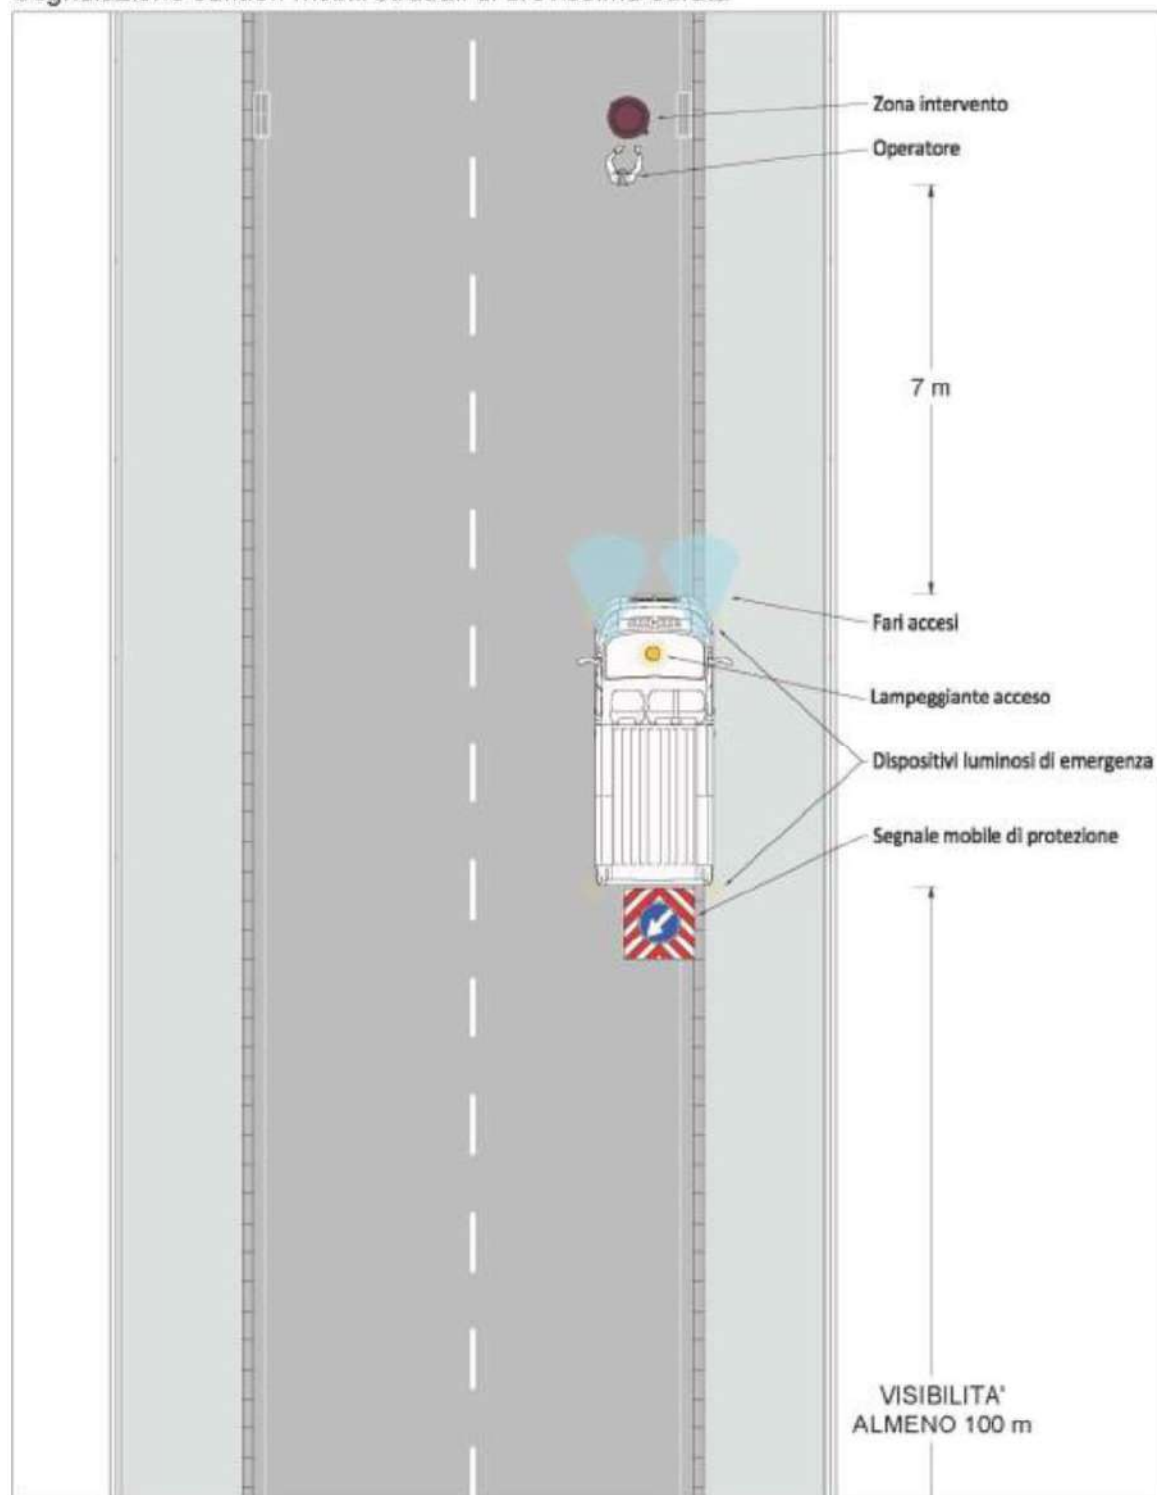 Zona intervento
Operatore
7 m
Fari accesi
Lampeggiante acceso
Dispositivi luminosi di emergenza
Segnale mobile di protezione
VISIBILITA'
ALMENO 100 m